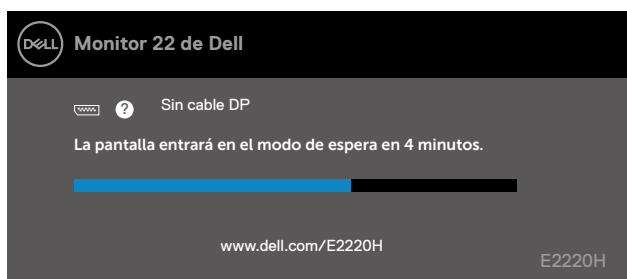 DELL Monitor 22 de Dell
? Sin cable DP
La pantalla entrará en el modo de espera en 4 minutos.
www.dell.com/E2220H
E2220H